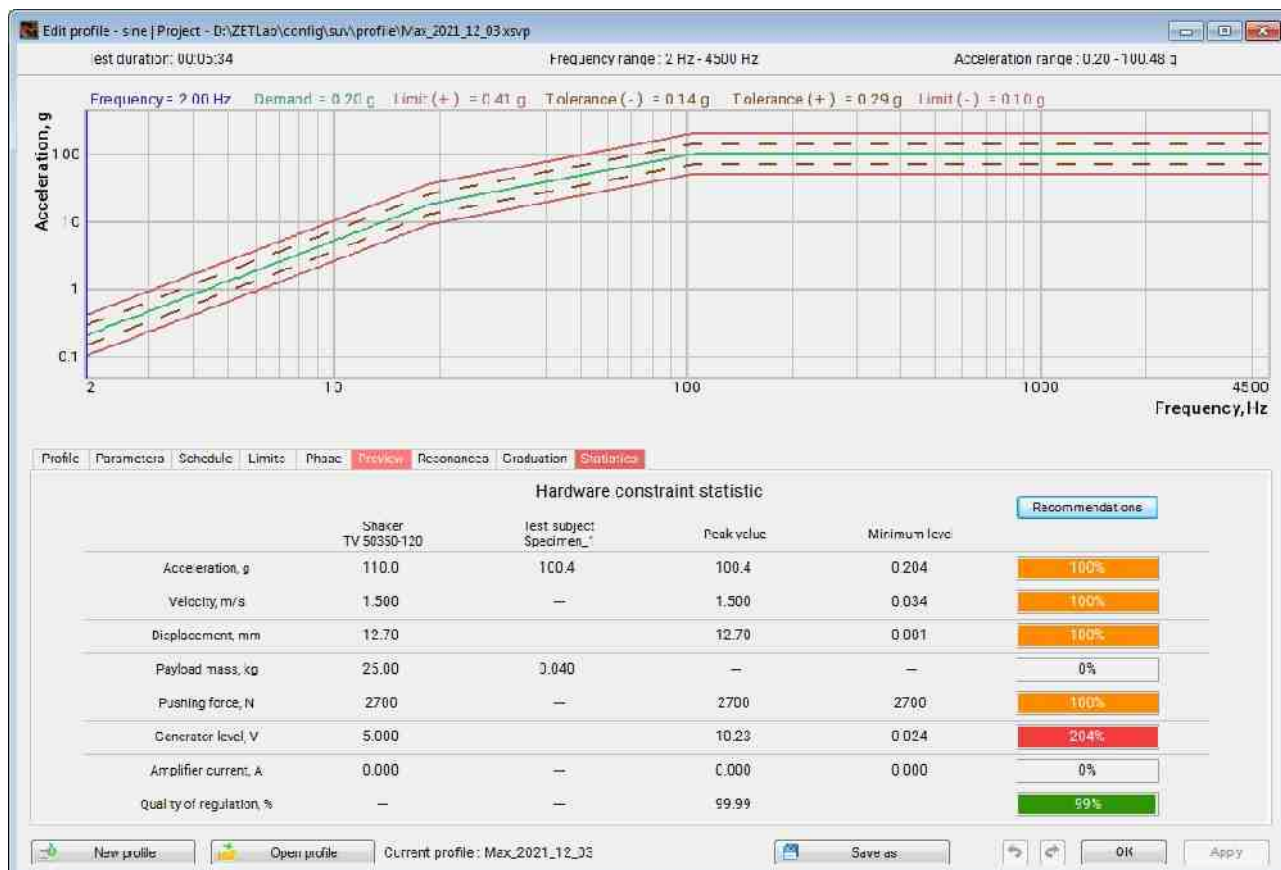 Edit profile - sine | Project - D:\ZETLab\config\suv\profile\Max_2021_12_03.xsvp
Test duration: 00:05:34 Frequency range : 2 Hz - 4500 Hz Acceleration range : 0.20 - 100.48 g
Frequency = 2.00 Hz Demand = 0.20 g Limit (+) = 0.41 g Tolerance (-) = 0.14 g Tolerance (+) = 0.29 g Limit (-) = 0.10 g
Acceleration, g
100
10
1
0.1
2 10 100 1000 4500
Frequency, Hz
Profile Parameters Schedule Limits Phase Preview Resonances Graduation Statistics
Hardware constraint statistic
Recommendations
Shaker TV 50350-120 Test subject Specimen_1 Peak value Minimum level
Acceleration, g 110.0 100.4 100.4 0.204 100%
Velocity, m/s 1.500 — 1.500 0.034 100%
Displacement, mm 12.70 12.70 0.001 100%
Payload mass, kg 25.00 0.040 — — 0%
Pushing force, N 2700 — 2700 2700 100%
Generator level, V 5.000 10.23 0.024 204%
Amplifier current, A 0.000 — 0.000 0.000 0%
Quality of regulation, % — — 99.99 99%
New profile Open profile Current profile : Max_2021_12_03 Save as OK Apply